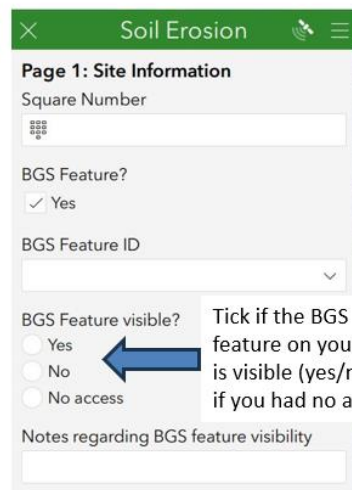 Soil Erosion
Page 1: Site Information
Square Number
BGS Feature?
Yes
BGS Feature ID
BGS Feature visible?
Yes
No
No access
Tick if the BGS
feature on
is visible
if you had no
Notes regarding BGS feature visibility